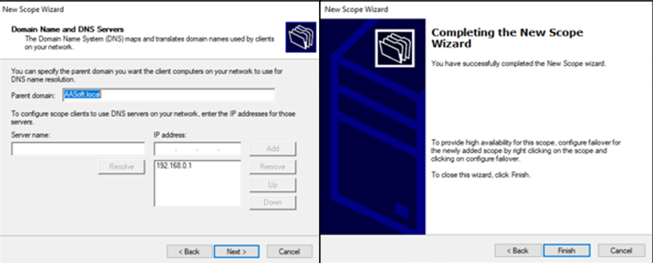 New Scope Wizard
Domain Name and DNS Servers
The Domain Name System (DNS) maps and translates domain names used by clients
on your network.
You can specify the parent domain you want the client computers on your network to use for
DNS name resolution.
Parent domain: AASoft.local
To configure scope clients to use DNS servers on your network, enter the IP addresses for those
servers.
Server name: IP address:
. . . Add
Resolve 192.168.0.1 Remove
Up
Down
< Back Next > Cancel
New Scope Wizard
Completing the New Scope
Wizard
You have successfully completed the New Scope wizard.
To provide high availability for this scope, configure failover for
the newly added scope by right clicking on the scope and
clicking on configure failover.
To close this wizard, click Finish.
< Back Finish Cancel